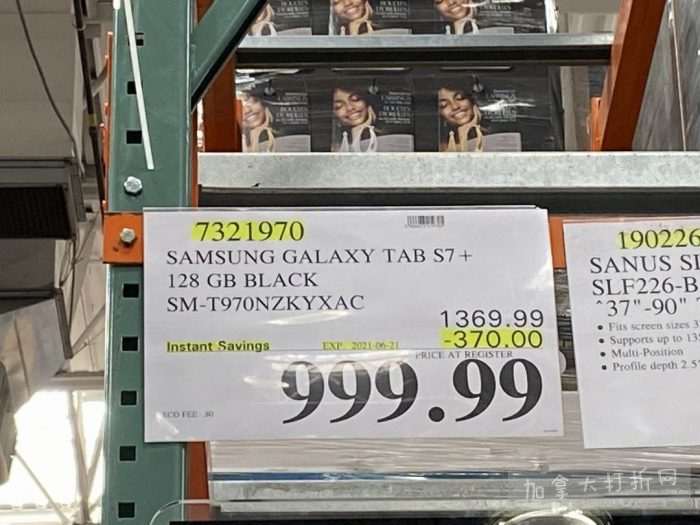 7321970
SAMSUNG GALAXY TAB S7+
128 GB BLACK
SM-T970NZKYXAC
1369.99
Instant Savings EXP. 2021-06-21 -370.00
PRICE AT REGISTER
999.99
ECO FEE .80
190226
SANUS
SLF226-B
37"-90"
• Fits screen sizes
• Supports up to
• Multi-Position
• Profile depth 2.5"
加拿大打折网